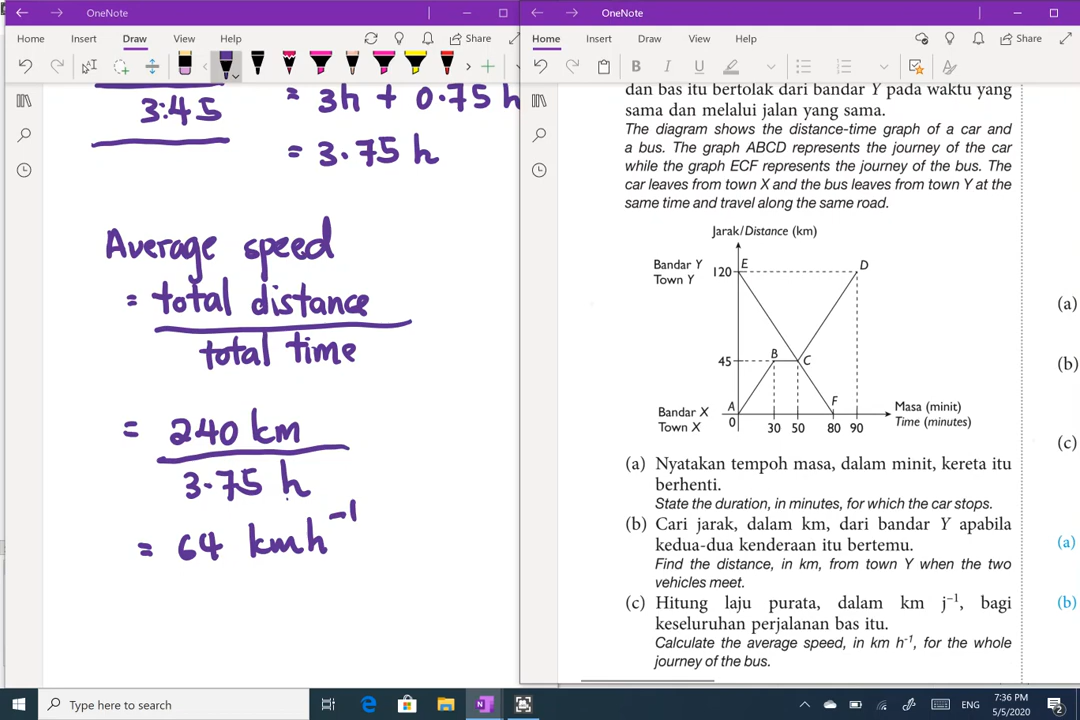 OneNote
Home Insert Draw View Help Share
3:45
= 3h + 0.75 h
= 3.75 h
Average speed
= total distance
total time
= 240 km
3.75 h
= 64 kmh⁻¹
OneNote
Home Insert Draw View Help Share
B I U
dan bas itu bertolak dari bandar Y pada waktu yang
sama dan melalui jalan yang sama.
The diagram shows the distance-time graph of a car and
a bus. The graph ABCD represents the journey of the car
while the graph ECF represents the journey of the bus. The
car leaves from town X and the bus leaves from town Y at the
same time and travel along the same road.
Jarak/Distance (km)
Bandar Y
Town Y
120
E
D
45
B
C
A
F
Bandar X
Town X
0
30 50 80 90
Masa (minit)
Time (minutes)
(a) Nyatakan tempoh masa, dalam minit, kereta itu
berhenti.
State the duration, in minutes, for which the car stops.
(b) Cari jarak, dalam km, dari bandar Y apabila
kedua-dua kenderaan itu bertemu.
Find the distance, in km, from town Y when the two
vehicles meet.
(c) Hitung laju purata, dalam km j⁻¹, bagi
keseluruhan perjalanan bas itu.
Calculate the average speed, in km h⁻¹, for the whole
journey of the bus.
(a)
(b)
(c)
(a)
(b)
Type here to search
ENG
7:36 PM
5/5/2020
2